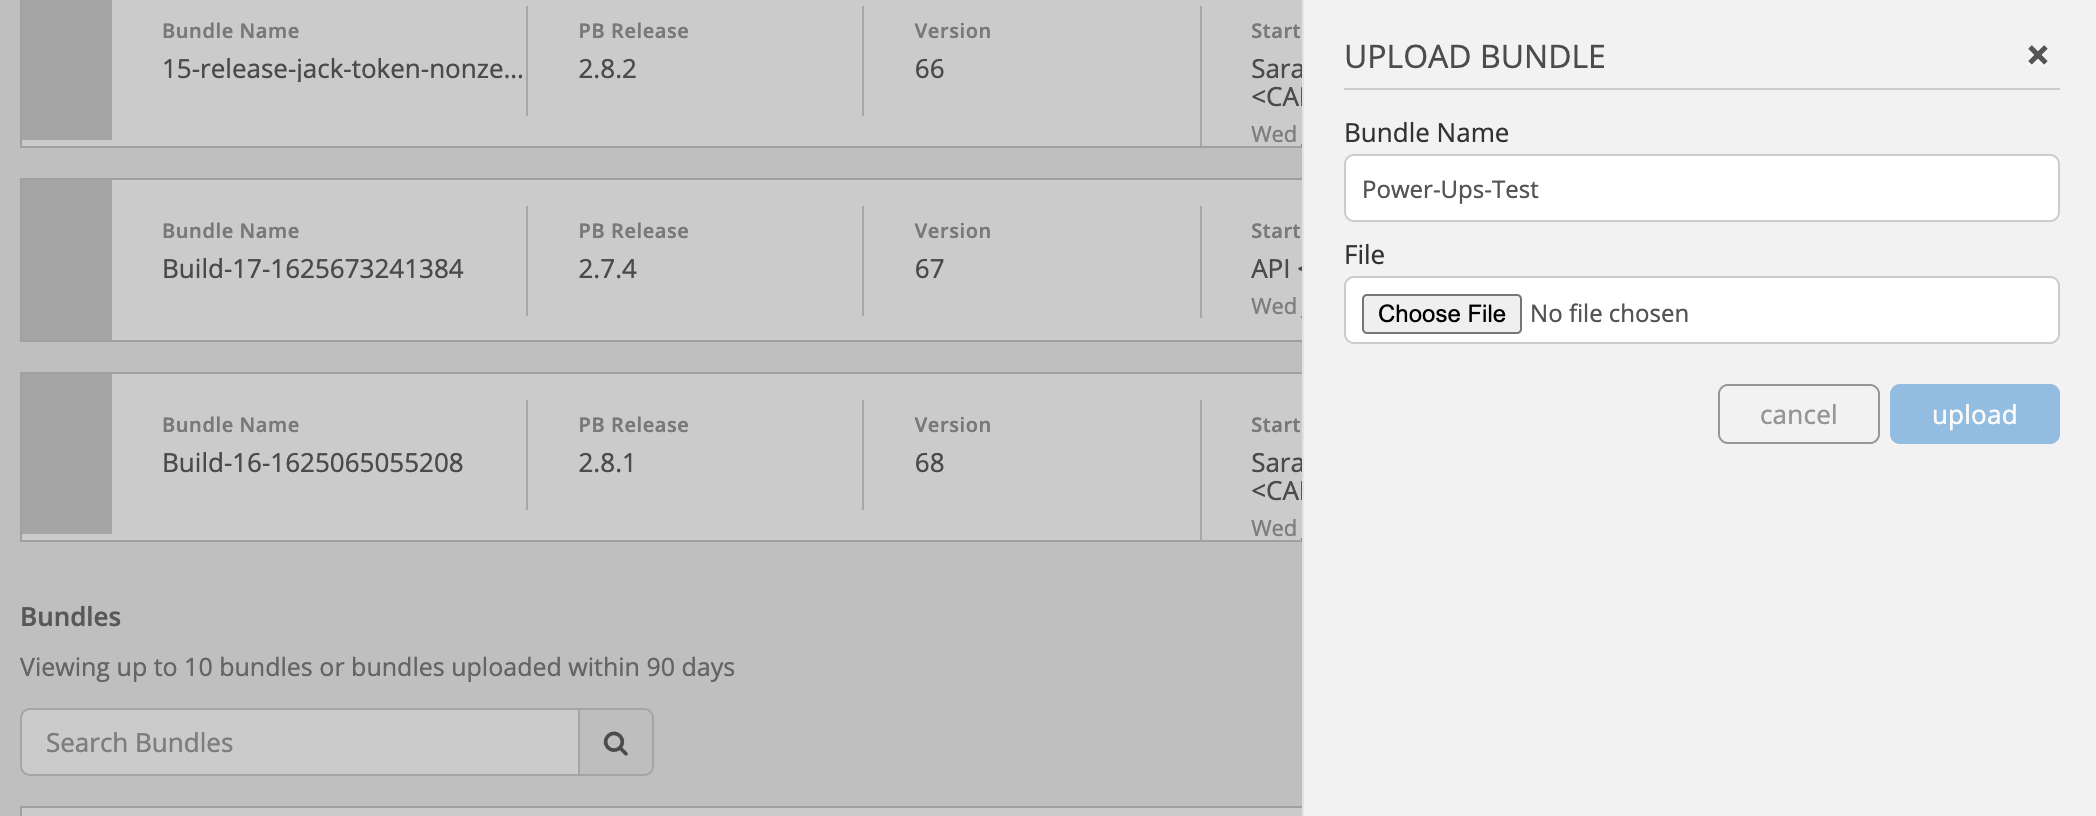 Bundle Name
15-release-jack-token-nonze...
PB Release
2.8.2
Version
66
Start
Sara
<CA
Wed
Bundle Name
Build-17-1625673241384
PB Release
2.7.4
Version
67
Start
API <
Wed
Bundle Name
Build-16-1625065055208
PB Release
2.8.1
Version
68
Start
Sara
<CA
Wed
Bundles
Viewing up to 10 bundles or bundles uploaded within 90 days
Search Bundles
UPLOAD BUNDLE
Bundle Name
Power-Ups-Test
File
Choose File No file chosen
cancel
upload